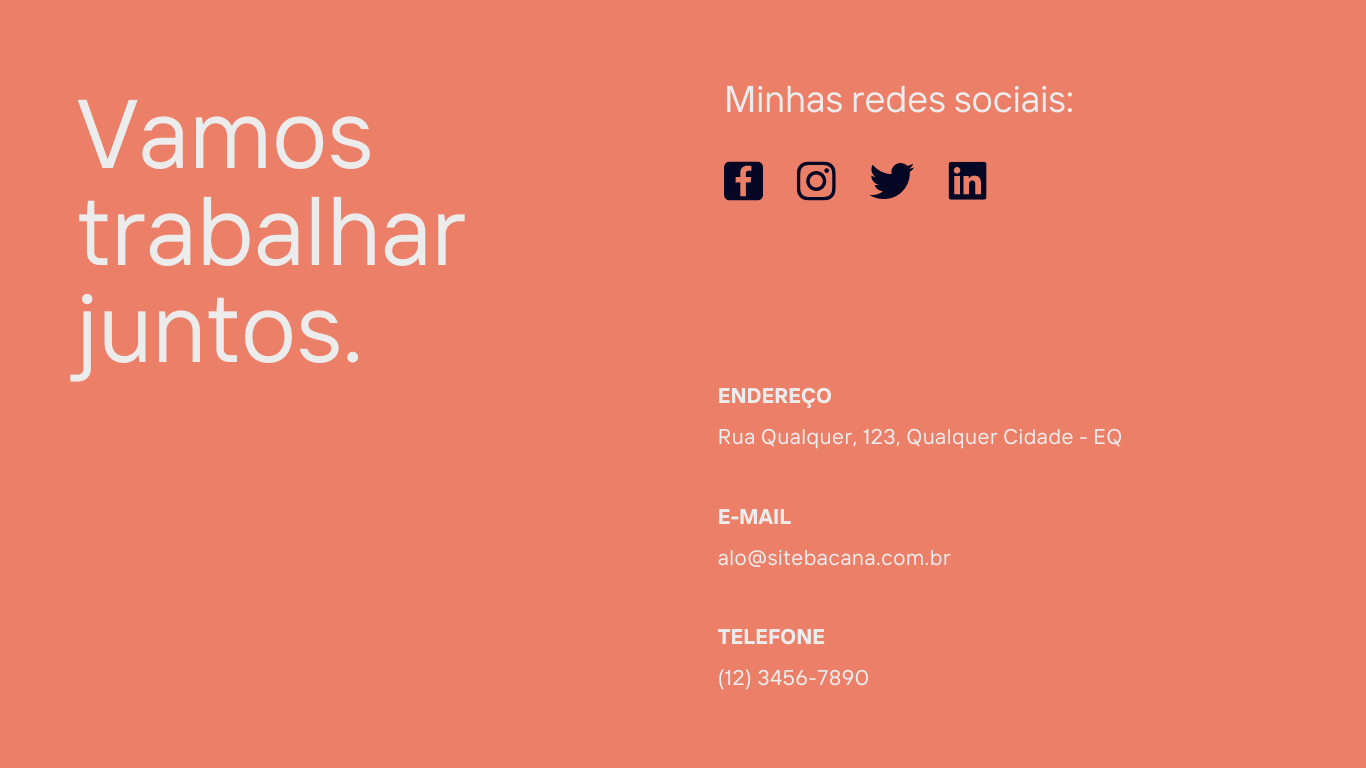 Vamos
trabalhar
juntos.
Minhas redes sociais:
ENDEREÇO
Rua Qualquer, 123, Qualquer Cidade - EQ
E-MAIL
alo@sitebacana.com.br
TELEFONE
(12) 3456-7890